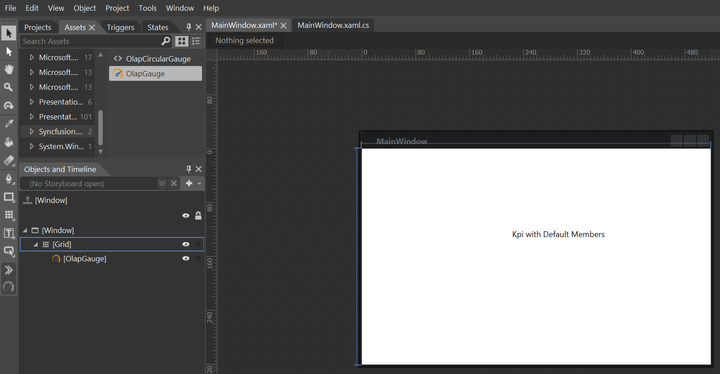 File Edit View Object Project Tools Window Help
Projects Assets Triggers States
MainWindow.xaml* MainWindow.xaml.cs
Search Assets
Nothing selected
Microsoft.... 17
Microsoft.... 13
Microsoft.... 13
Presentatio... 6
Presentat... 101
Syncfusion.... 2
System.Win... 1
OlapCircularGauge
OlapGauge
160 80 0 80 160 240 320 400 480
80
0
80
160
240
MainWindow
Kpi with Default Members
Objects and Timeline
(No Storyboard open)
[Window]
[Window]
[Grid]
[OlapGauge]